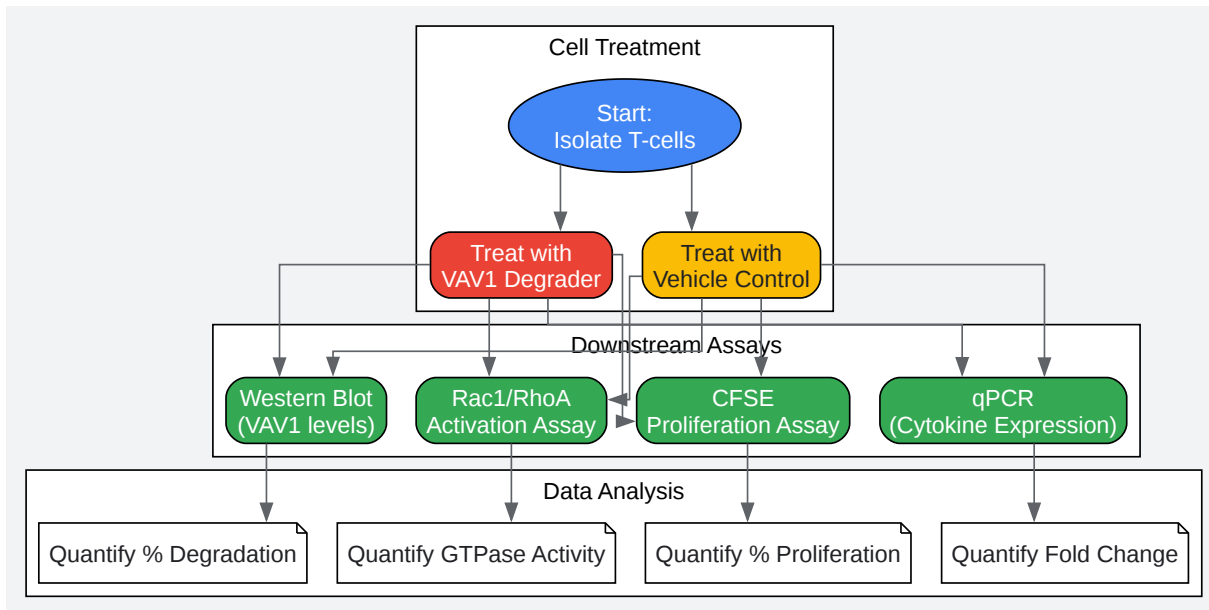 Cell Treatment
Start:
Isolate T-cells
Treat with
VAV1 Degrader
Treat with
Vehicle Control
Downstream Assays
Western Blot
(VAV1 levels)
Rac1/RhoA
Activation Assay
CFSE
Proliferation Assay
qPCR
(Cytokine Expression)
Data Analysis
Quantify % Degradation
Quantify GTPase Activity
Quantify % Proliferation
Quantify Fold Change